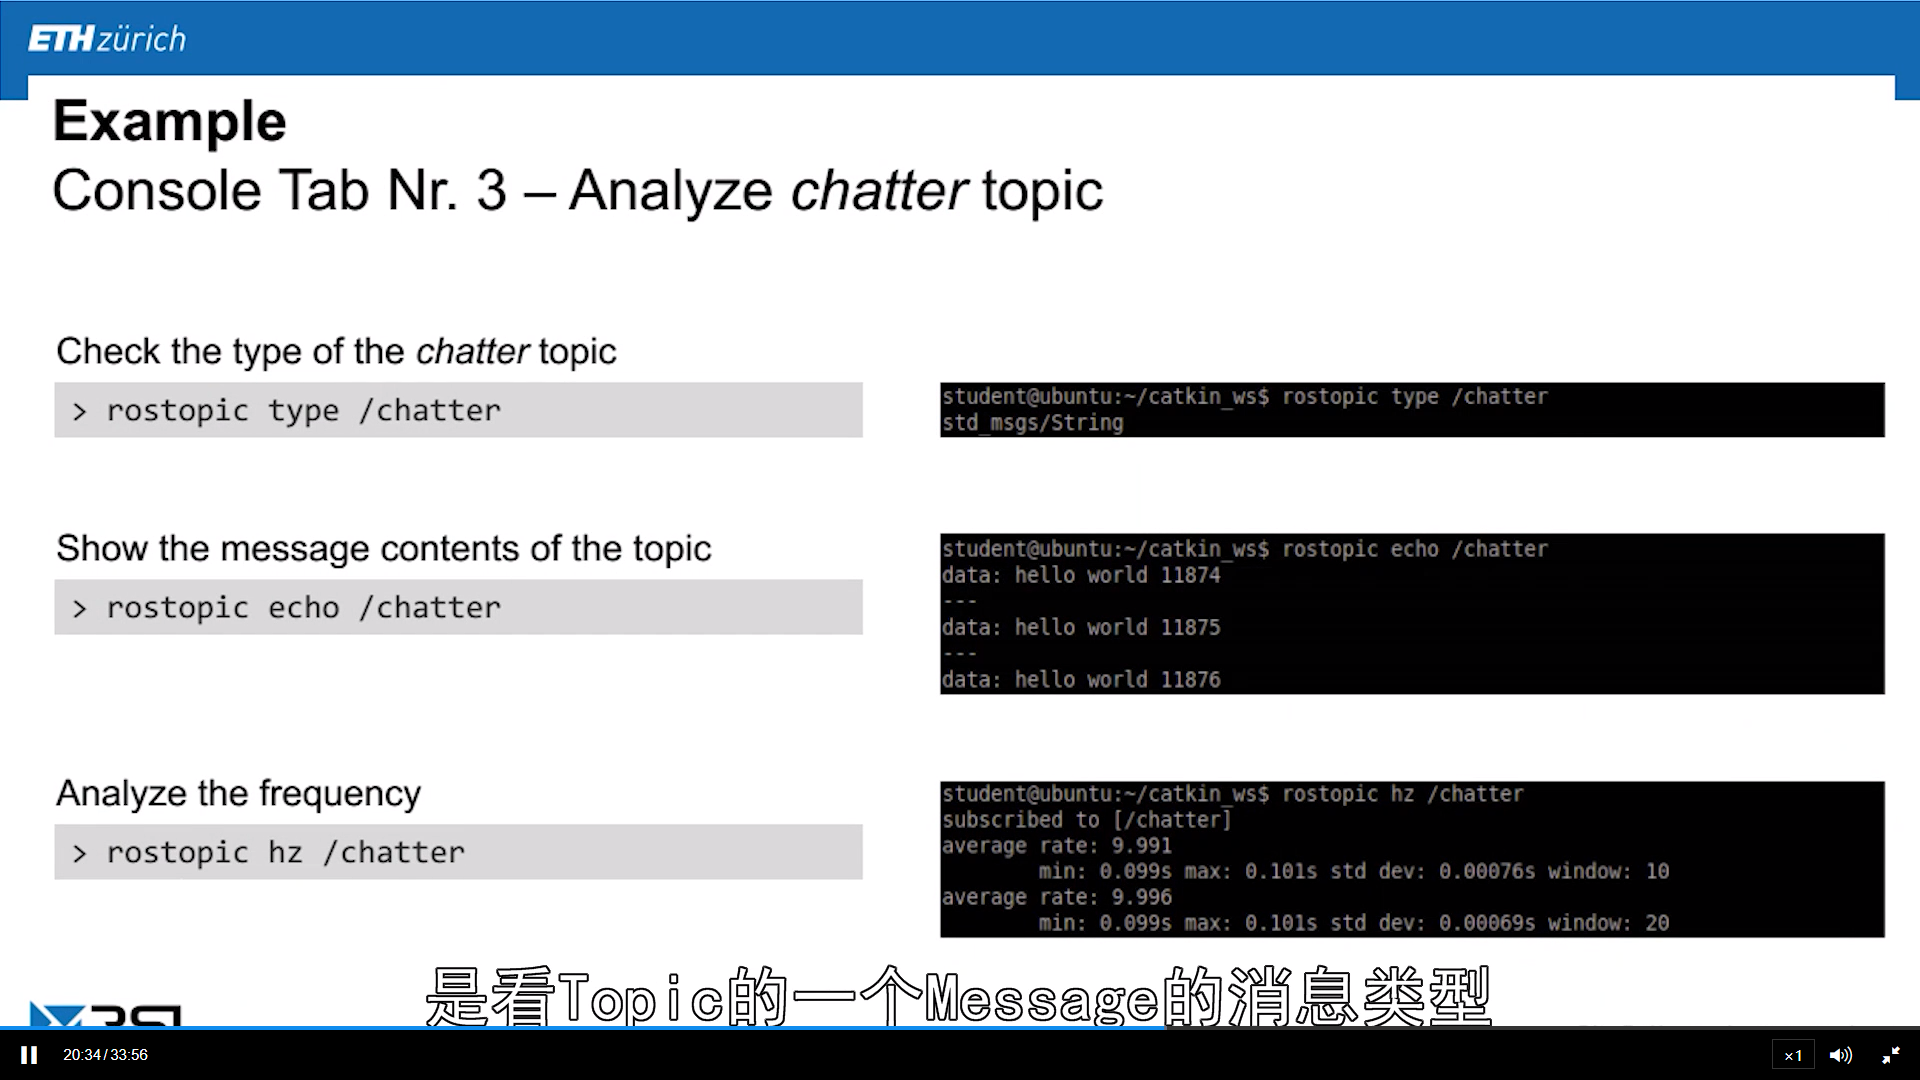 ETH zürich
Example
Console Tab Nr. 3 – Analyze chatter topic
Check the type of the chatter topic
> rostopic type /chatter
student@ubuntu:~/catkin_ws$ rostopic type /chatter
std_msgs/String
Show the message contents of the topic
> rostopic echo /chatter
student@ubuntu:~/catkin_ws$ rostopic echo /chatter
data: hello world 11874
---
data: hello world 11875
---
data: hello world 11876
Analyze the frequency
> rostopic hz /chatter
student@ubuntu:~/catkin_ws$ rostopic hz /chatter
subscribed to [/chatter]
average rate: 9.991
min: 0.099s max: 0.101s std dev: 0.00076s window: 10
average rate: 9.996
min: 0.099s max: 0.101s std dev: 0.00069s window: 20
是看Topic的一个Message的消息类型
20:34/33:56
×1